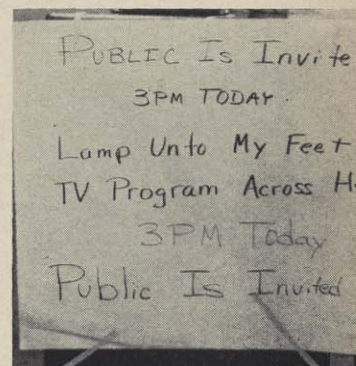 PUBLIC Is Invite
3PM TODAY.
Lamp Unto My Feet
TV Program Across H
3PM Today
Public Is Invited